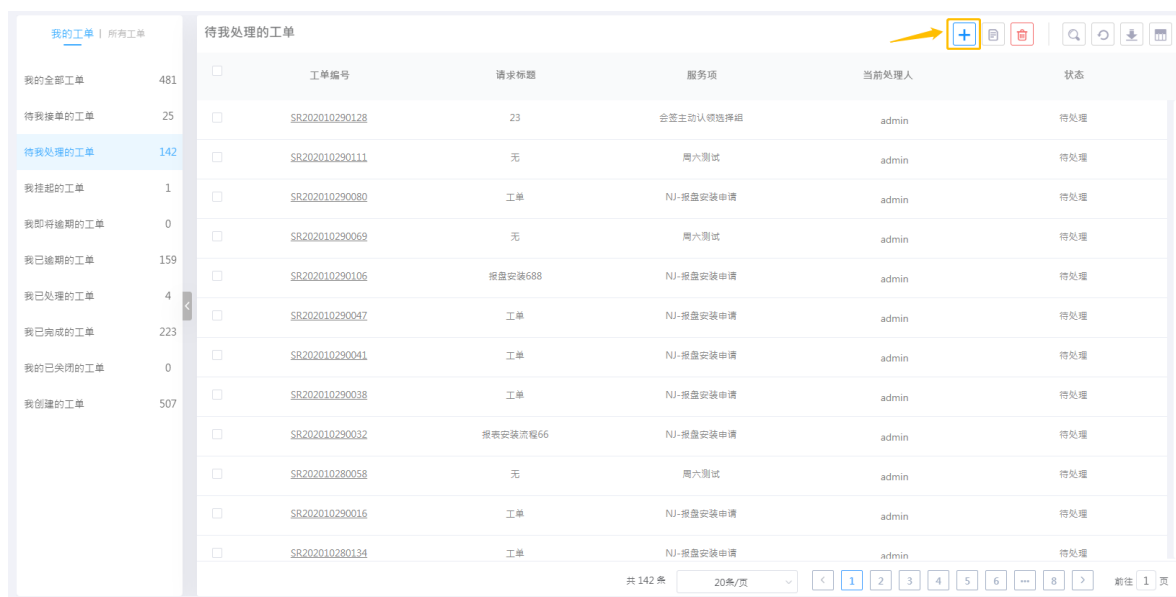 我的工单 | 所有工单
待我处理的工单
我的全部工单 481
待我接单的工单 25
待我处理的工单 142
我挂起的工单 1
我即将逾期的工单 0
我已逾期的工单 159
我已处理的工单 4
我已完成的工单 223
我的已关闭的工单 0
我创建的工单 507
工单编号 请求标题 服务项 当前处理人 状态
SR202010290128 23 会签主动认领选择组 admin 待处理
SR202010290111 无 周六测试 admin 待处理
SR202010290080 工单 NJ-报盘安装申请 admin 待处理
SR202010290069 无 周六测试 admin 待处理
SR202010290106 报盘安装688 NJ-报盘安装申请 admin 待处理
SR202010290047 工单 NJ-报盘安装申请 admin 待处理
SR202010290041 工单 NJ-报盘安装申请 admin 待处理
SR202010290038 工单 NJ-报盘安装申请 admin 待处理
SR202010290032 报表安装流程66 NJ-报盘安装申请 admin 待处理
SR202010280058 无 周六测试 admin 待处理
SR202010290016 工单 NJ-报盘安装申请 admin 待处理
SR202010280134 工单 NJ-报盘安装申请 admin 待处理
共 142 条 20条/页 < 1 2 3 4 5 6 ··· 8 > 前往 1 页